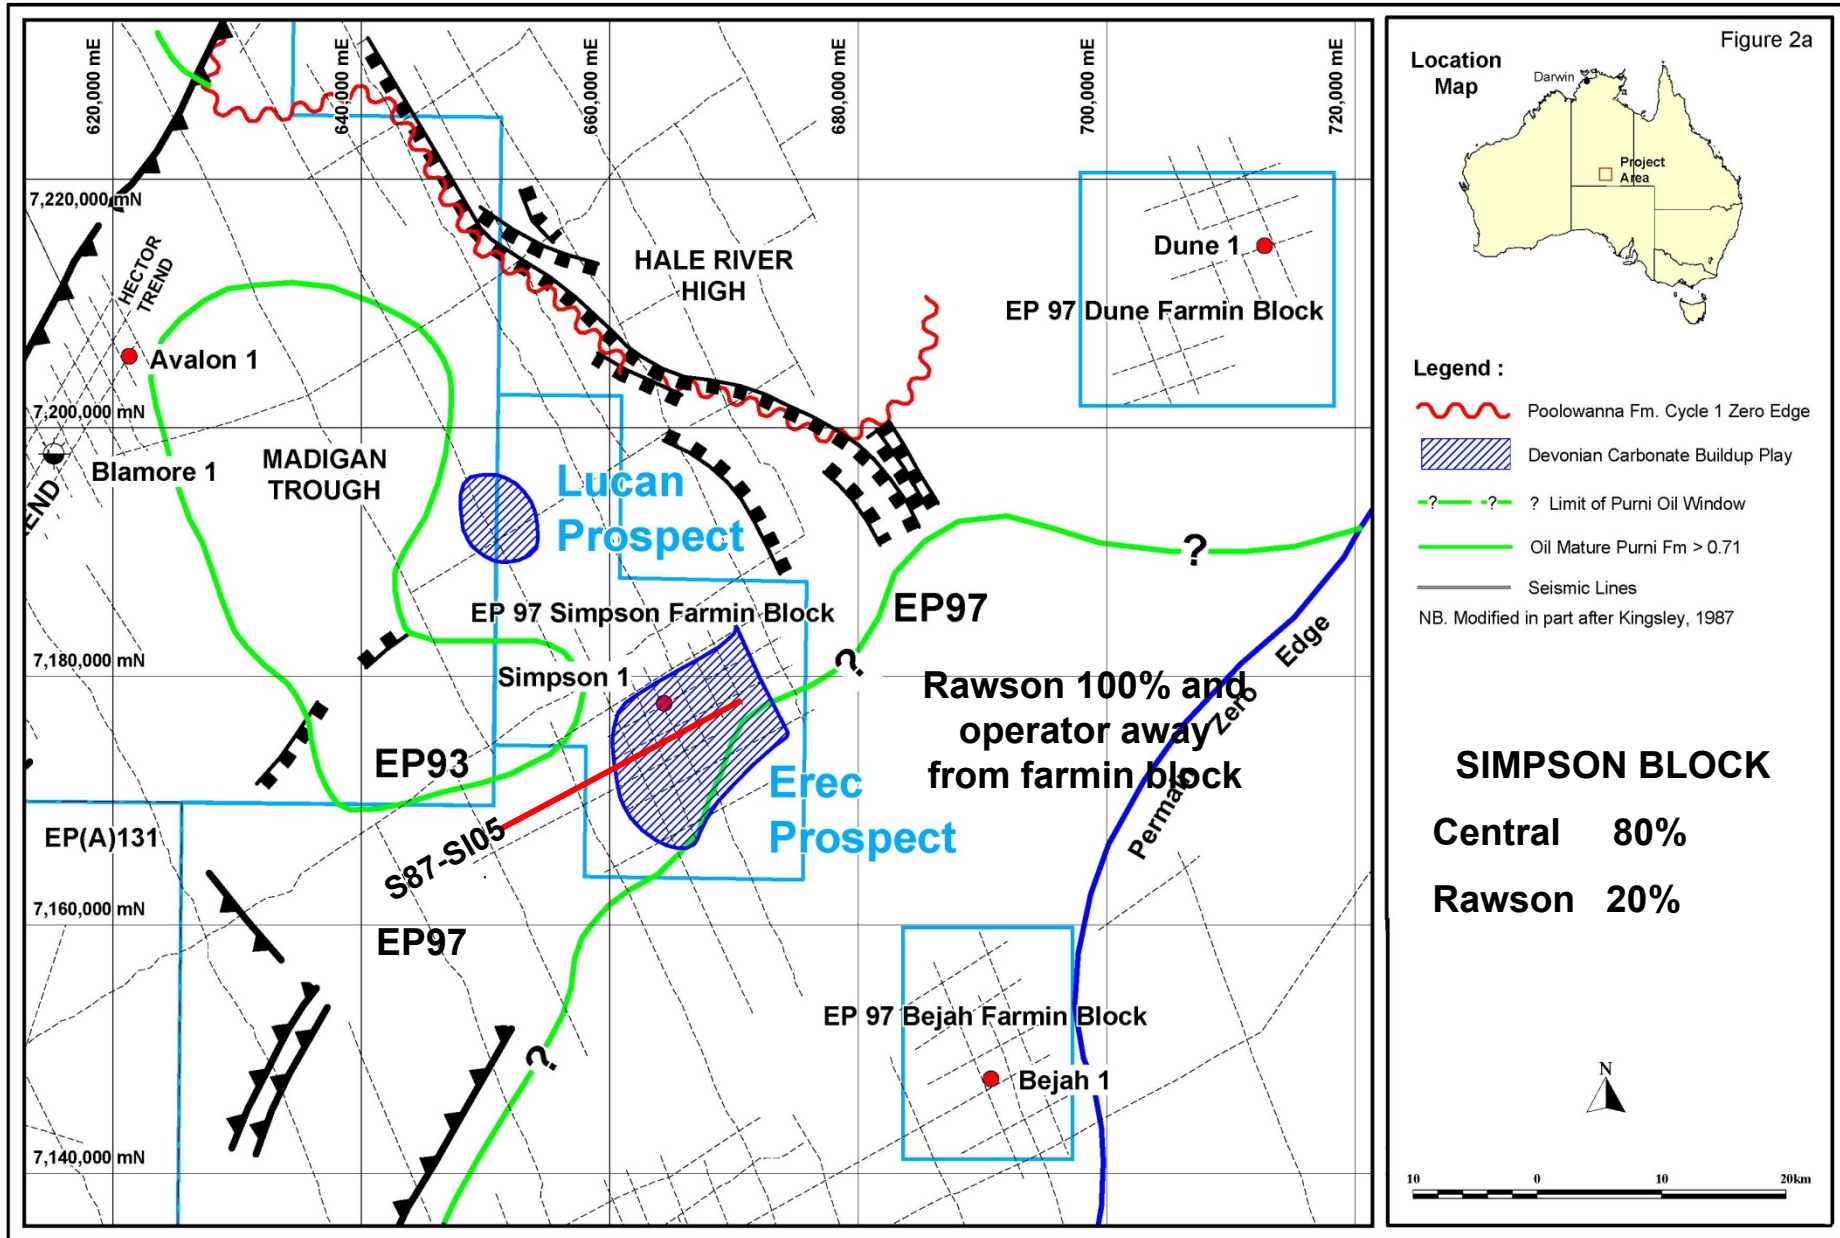 620,000 mE
640,000 mE
660,000 mE
680,000 mE
700,000 mE
720,000 mE
7,220,000 mN
HECTOR
TREND
HALE RIVER
HIGH
Dune 1
EP 97 Dune Farmin Block
Avalon 1
7,200,000 mN
Blamore 1
END
MADIGAN
TROUGH
Lucan
Prospect
?
EP 97 Simpson Farmin Block
EP97
7,180,000 mN
Simpson 1
?
Rawson 100% and
operator away
from farmin block
Permain Zero Edge
EP93
Erec
Prospect
EP(A)131
S87-SI05
7,160,000 mN
EP97
EP 97 Bejah Farmin Block
?
Bejah 1
7,140,000 mN
Figure 2a
Location
Map
Darwin
Project
Area
Legend :
Poolowanna Fm. Cycle 1 Zero Edge
Devonian Carbonate Buildup Play
? ? ? Limit of Purni Oil Window
Oil Mature Purni Fm > 0.71
Seismic Lines
NB. Modified in part after Kingsley, 1987
SIMPSON BLOCK
Central 80%
Rawson 20%
N
10 0 10 20km